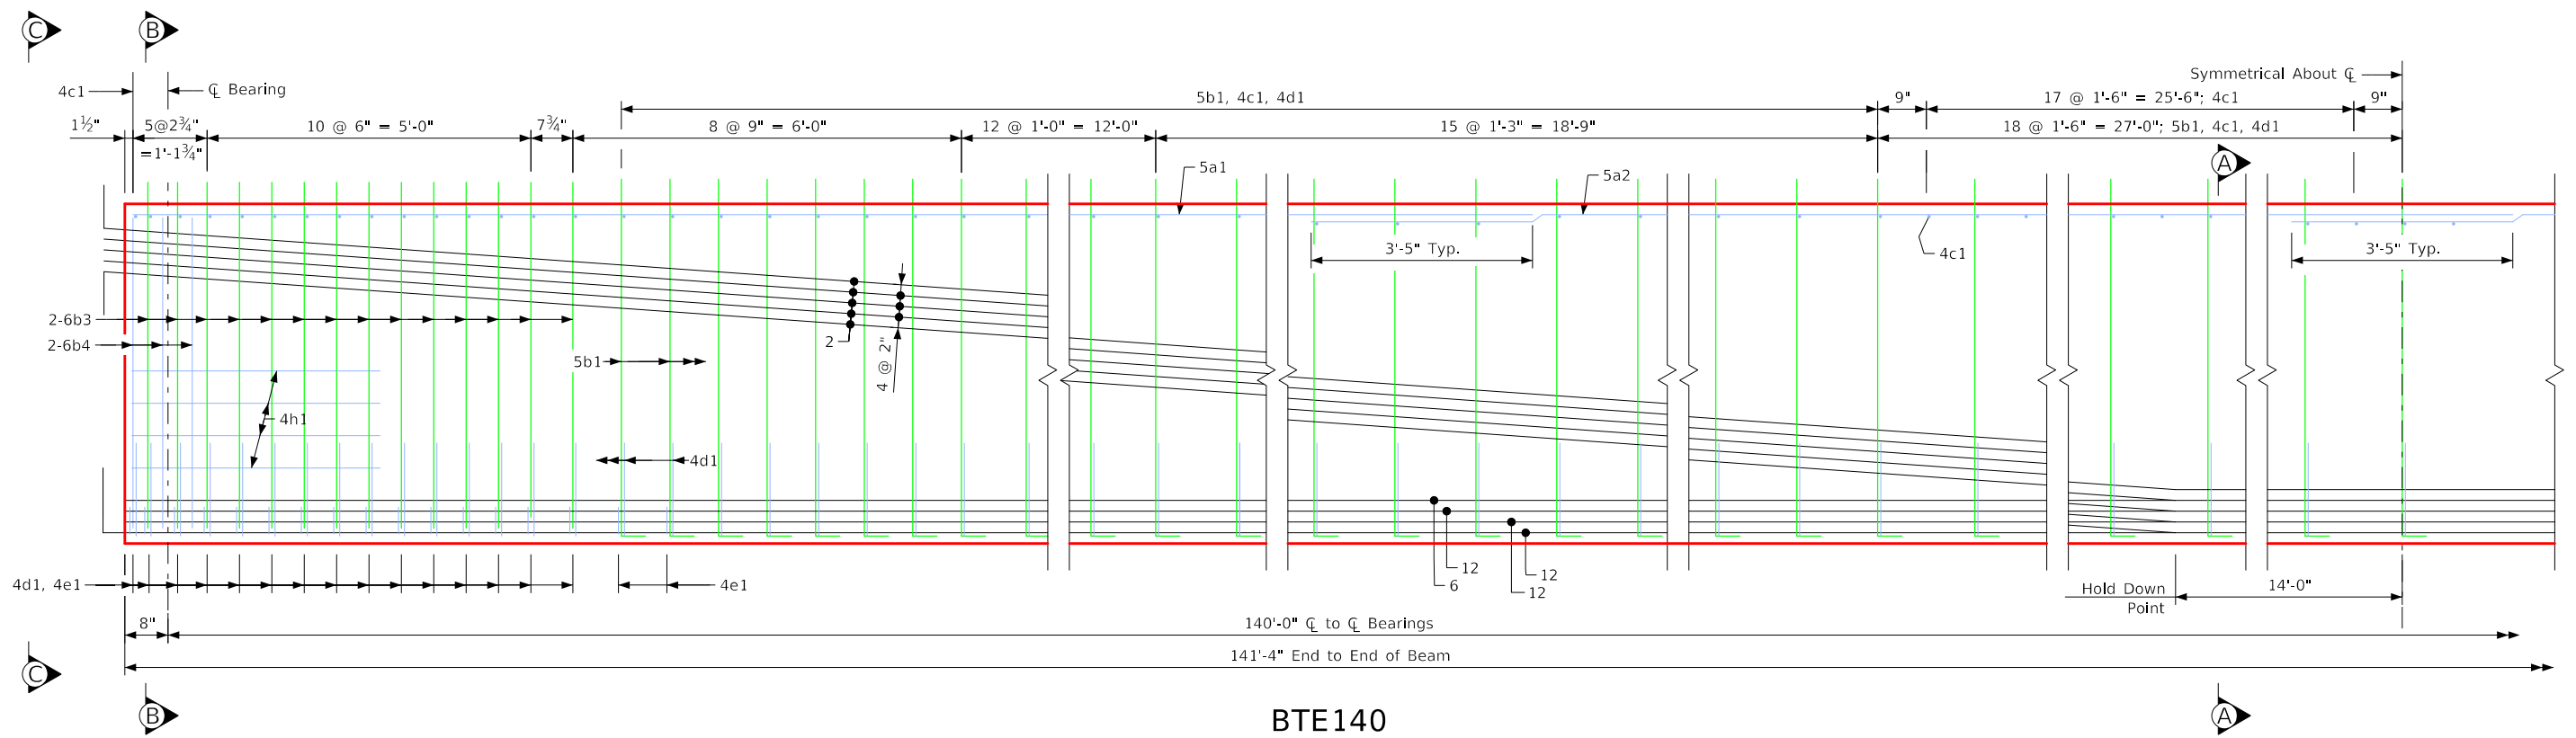 C
B
Symmetrical About ℄
4c1
℄ Bearing
5b1, 4c1, 4d1
9"
17 @ 1'-6" = 25'-6"; 4c1
9"
1½"
5@2¾"
=1'-1¾"
10 @ 6" = 5'-0"
7¾"
8 @ 9" = 6'-0"
12 @ 1'-0" = 12'-0"
15 @ 1'-3" = 18'-9"
18 @ 1'-6" = 27'-0"; 5b1, 4c1, 4d1
A
5a1
5a2
3'-5" Typ.
4c1
3'-5" Typ.
2-6b3
2-6b4
2
4 @ 2"
5b1
4h1
4d1
4d1, 4e1
4e1
12
6
12
12
Hold Down
Point
14'-0"
8"
140'-0" ℄ to ℄ Bearings
141'-4" End to End of Beam
C
B
A
BTE140